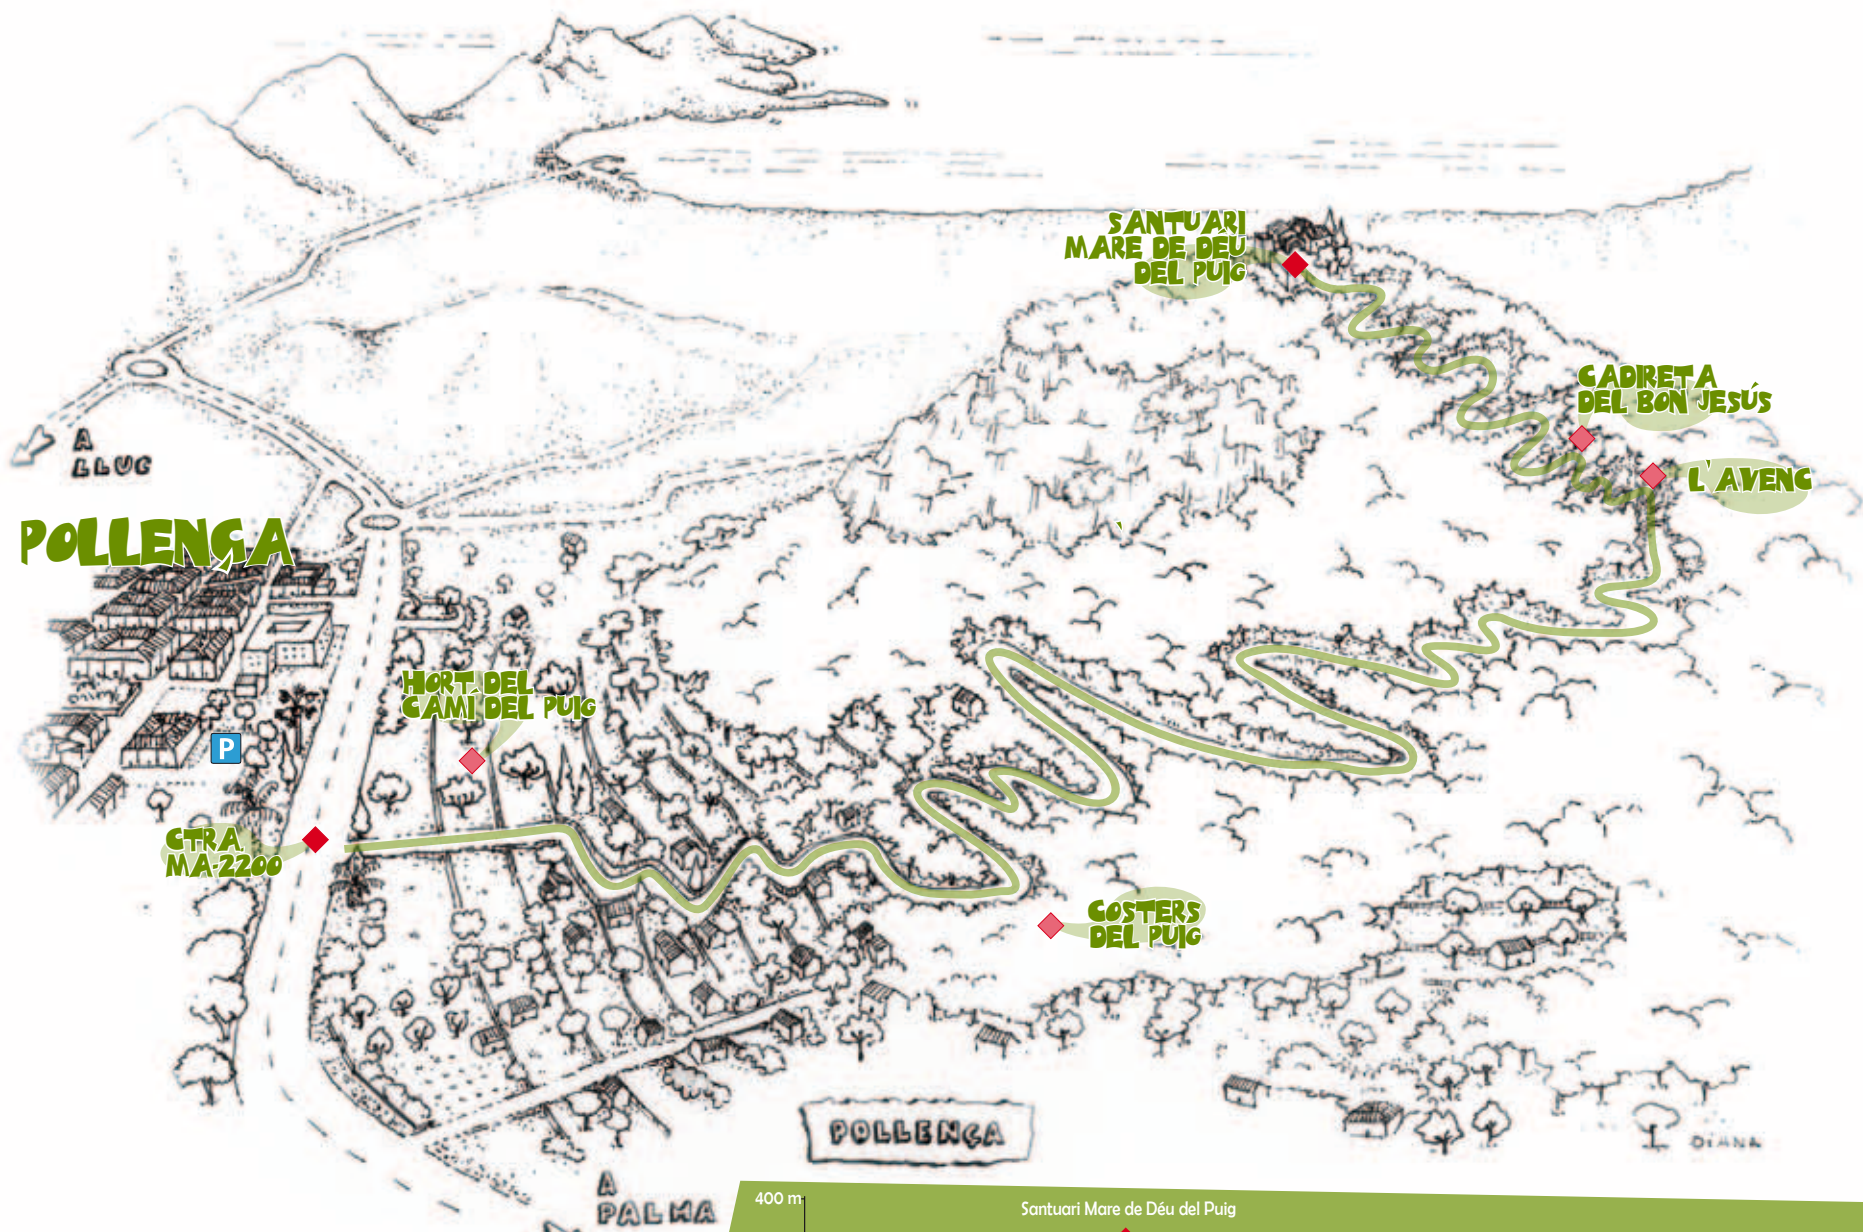 SANTUARI
MARE DE DÉU
DEL PUIG
CADIRETA
DEL BON JESÚS
L'AVENC
A
LLUC
POLLENÇA
HORT DEL
CAMÍ DEL PUIG
P
CTRA.
MA-2200
COSTERS
DEL PUIG
POLLENÇA
DIANA
A
PALMA
400 m
Santuari Mare de Déu del Puig